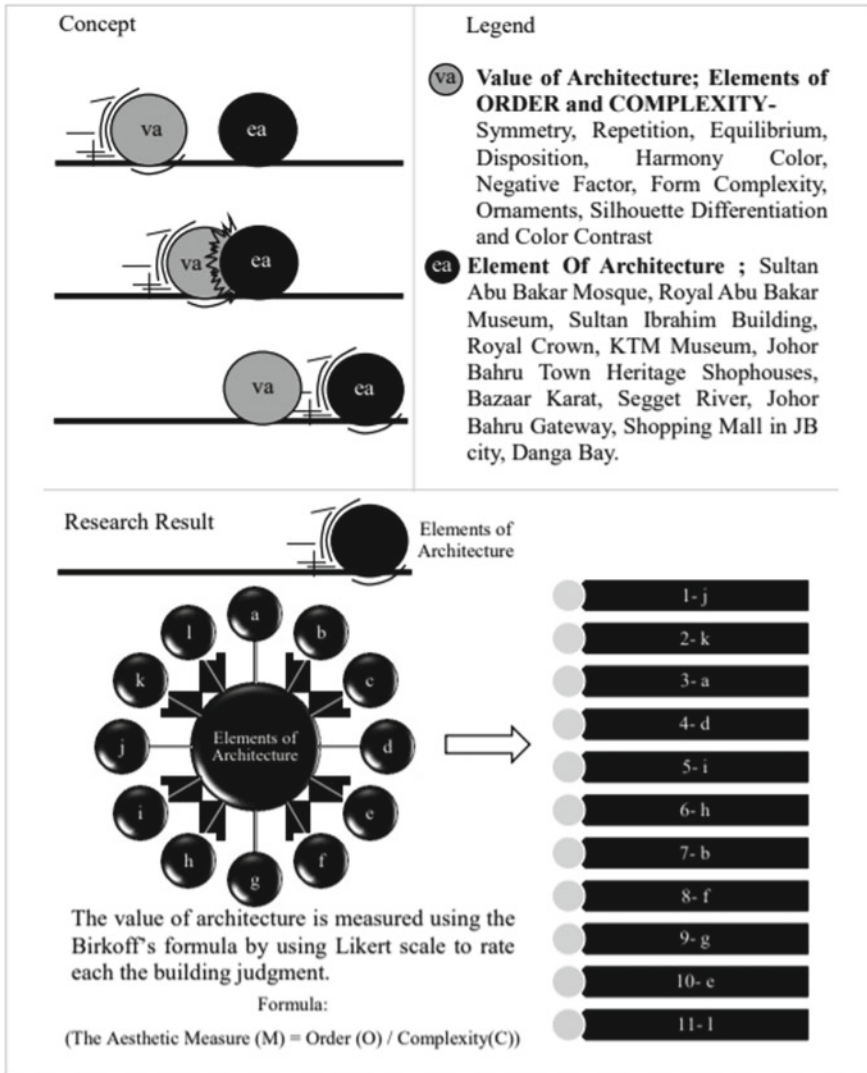 Concept
va
ea
va
ea
va
ea
Legend
va
Value of Architecture; Elements of
ORDER and COMPLEXITY-
Symmetry, Repetition, Equilibrium,
Disposition, Harmony Color,
Negative Factor, Form Complexity,
Ornaments, Silhouette Differentiation
and Color Contrast
ea
Element Of Architecture ; Sultan
Abu Bakar Mosque, Royal Abu Bakar
Museum, Sultan Ibrahim Building,
Royal Crown, KTM Museum, Johor
Bahru Town Heritage Shophouses,
Bazaar Karat, Segget River, Johor
Bahru Gateway, Shopping Mall in JB
city, Danga Bay.
Research Result
Elements of
Architecture
a
b
c
d
e
f
g
h
i
j
k
l
Elements of
Architecture
1- j
2- k
3- a
4- d
5- i
6- h
7- b
8- f
9- g
10- e
11- l
The value of architecture is measured using the
Birkoff's formula by using Likert scale to rate
each the building judgment.
Formula:
(The Aesthetic Measure (M) = Order (O) / Complexity(C))